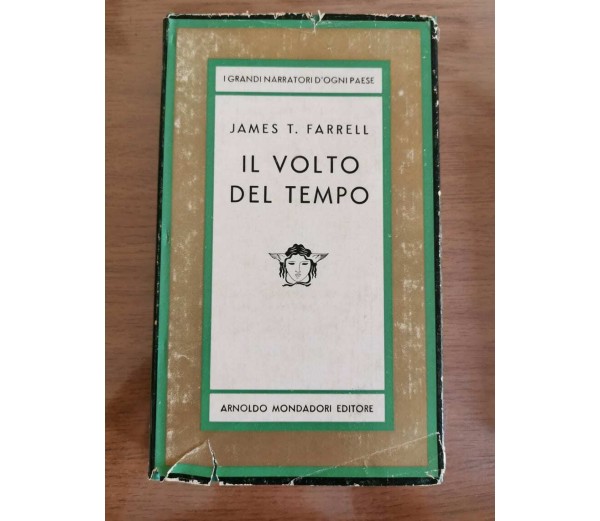 I GRANDI NARRATORI D'OGNI PAESE
JAMES T. FARRELL
IL VOLTO
DEL TEMPO
ARNOLDO MONDADORI EDITORE